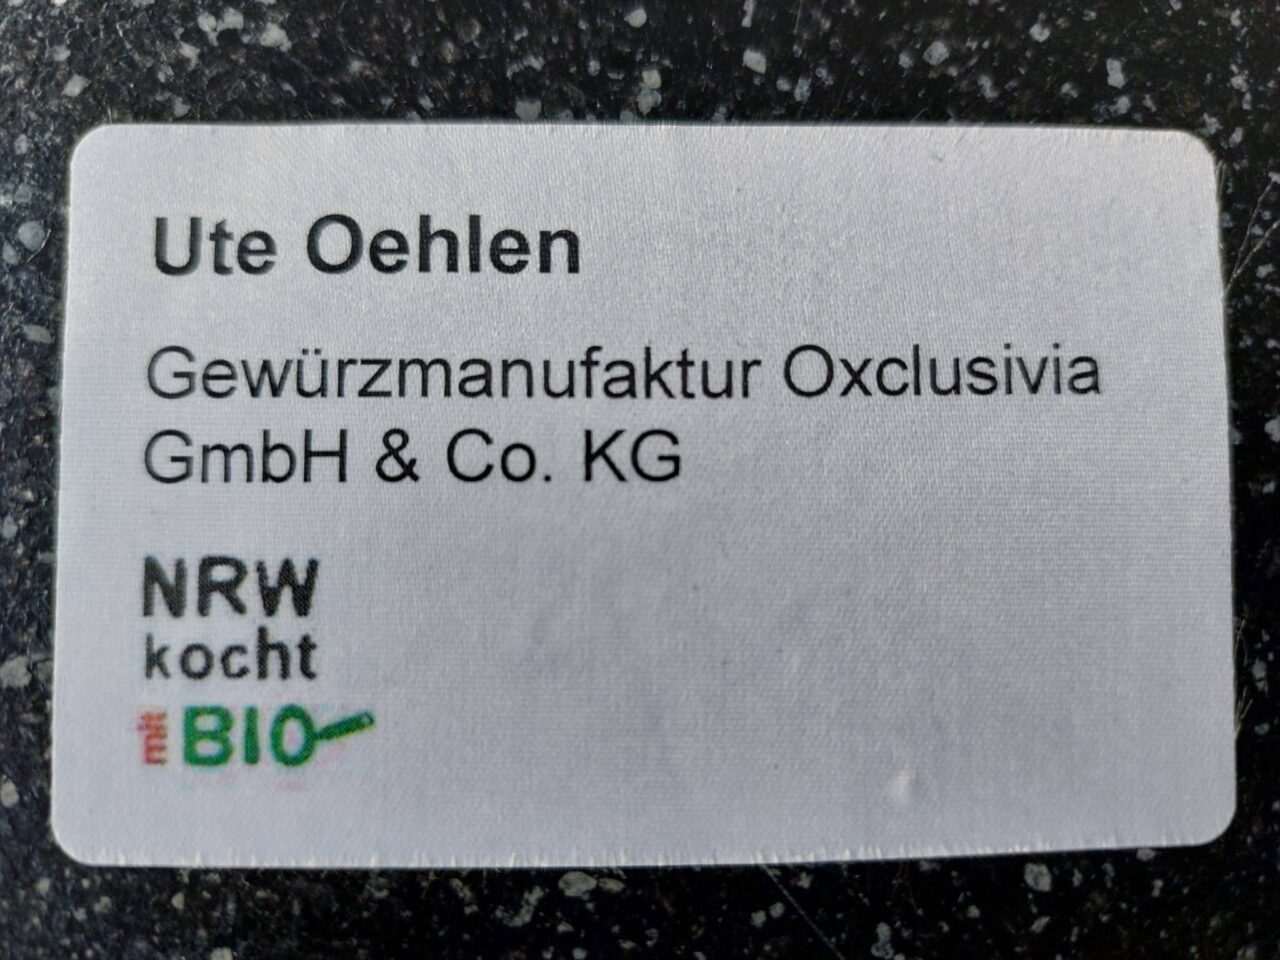 Ute Oehlen
Gewürzmanufaktur Oxclusivia
GmbH & Co. KG
NRW
kocht
mit BIO